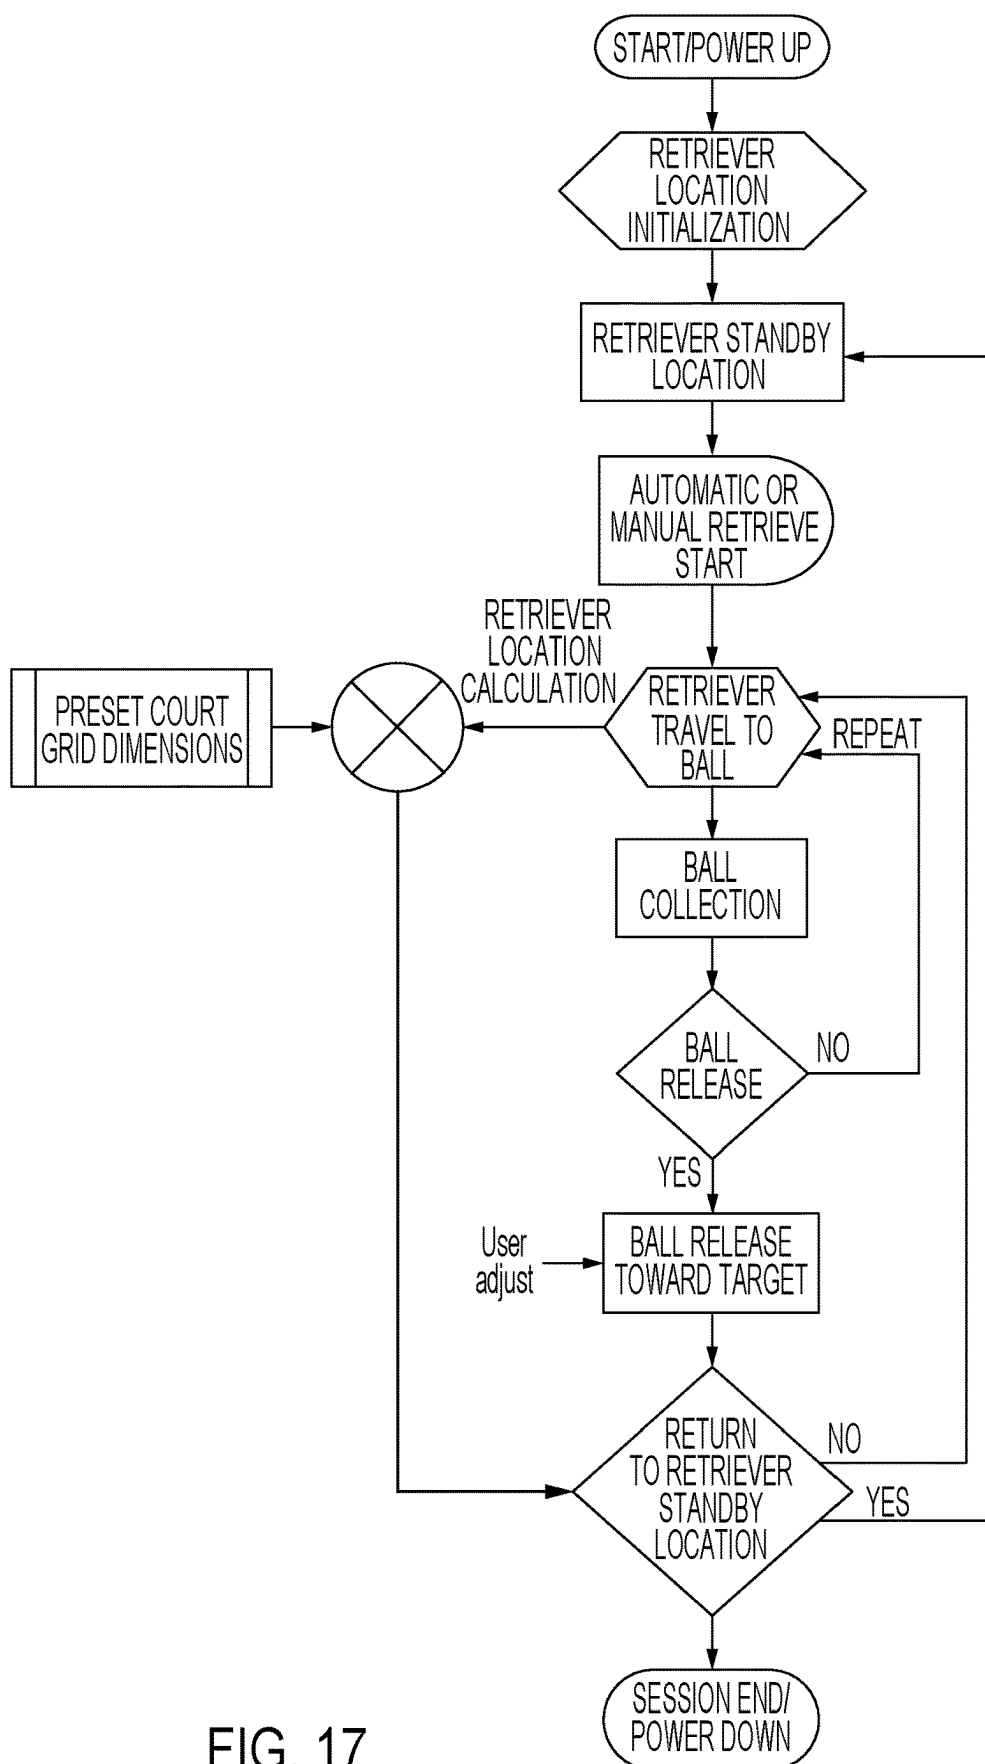 START/POWER UP
RETRIEVER
LOCATION
INITIALIZATION
RETRIEVER STANDBY
LOCATION
AUTOMATIC OR
MANUAL RETRIEVE
START
RETRIEVER
LOCATION
CALCULATION
PRESET COURT
GRID DIMENSIONS
RETRIEVER
TRAVEL TO
BALL
REPEAT
BALL
COLLECTION
BALL
RELEASE
NO
YES
User
adjust
BALL RELEASE
TOWARD TARGET
RETURN
TO RETRIEVER
STANDBY
LOCATION
NO
YES
SESSION END/
POWER DOWN
FIG. 17